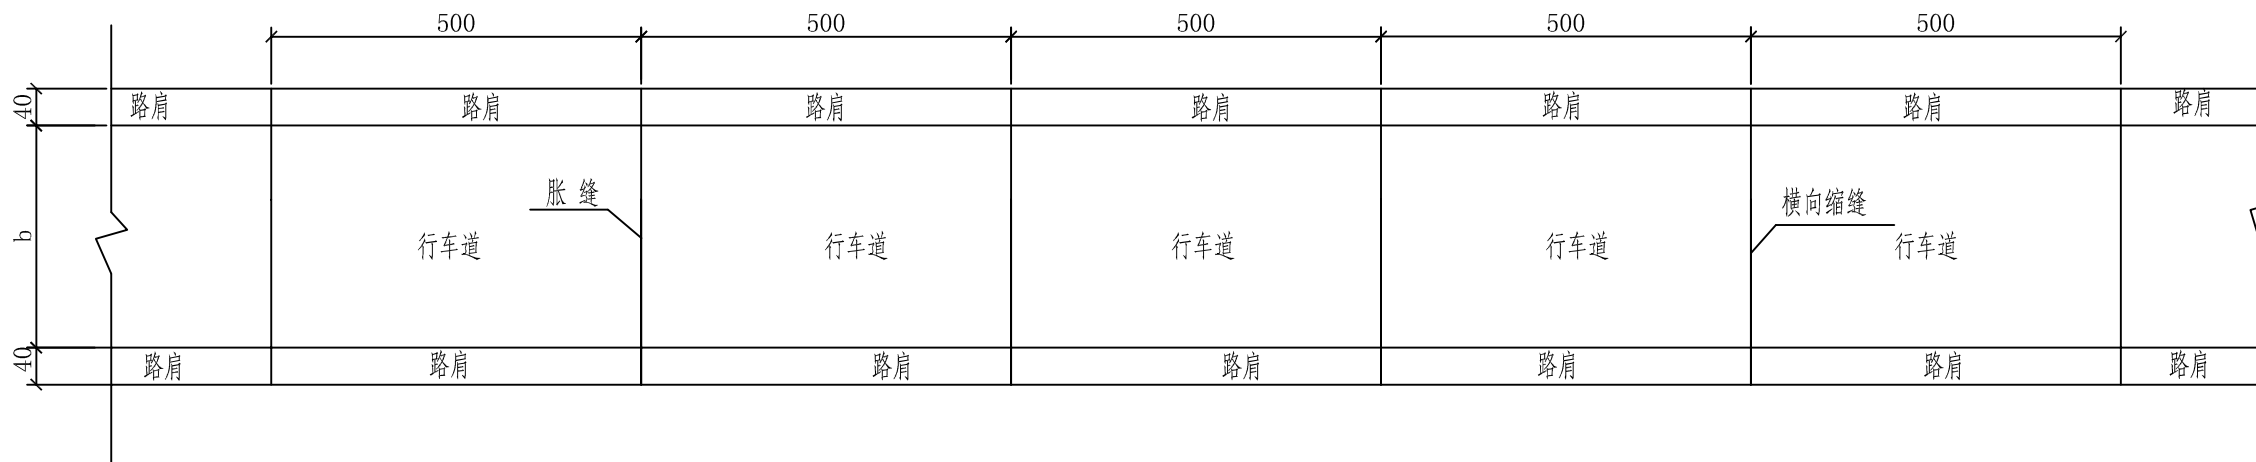 500 500 500 500 500
40 路肩 路肩 路肩 路肩 路肩 路肩 路肩
胀 缝 横向缩缝
b 行车道 行车道 行车道 行车道 行车道
40 路肩 路肩 路肩 路肩 路肩 路肩 路肩